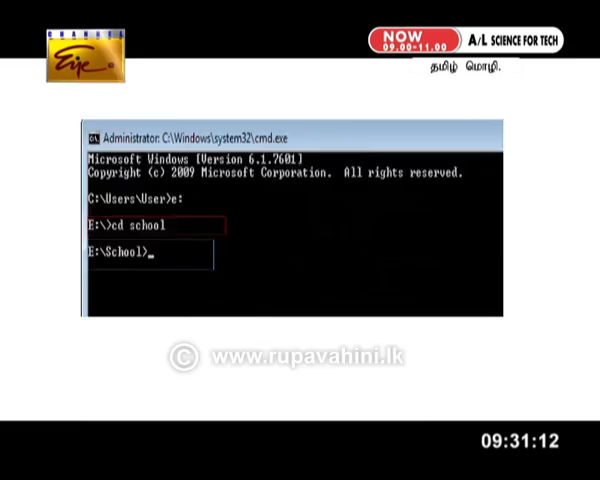 CHANNEL
Eye
NOW
09.00-11.00
A/L SCIENCE FOR TECH
தமிழ் மொழி.
Administrator: C:\Windows\system32\cmd.exe
Microsoft Windows [Version 6.1.7601]
Copyright (c) 2009 Microsoft Corporation.  All rights reserved.
C:\Users\User>e:
E:\>cd school
E:\School>_
© www.rupavahini.lk
09:31:12